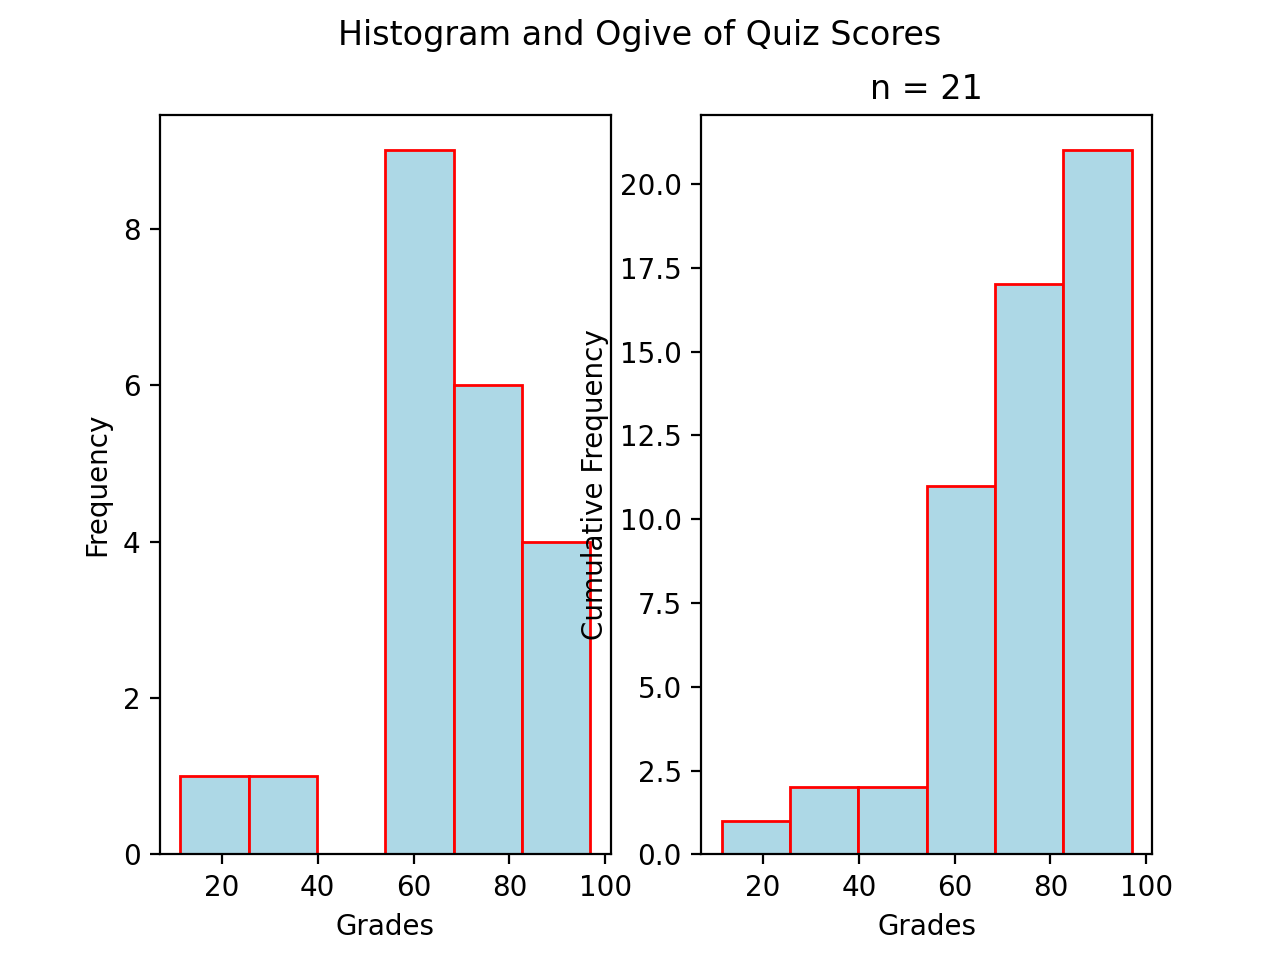 Histogram and Ogive of Quiz Scores
Frequency
8
6
4
2
0
20 40 60 80 100
Grades
n = 21
Cumulative Frequency
20.0
17.5
15.0
12.5
10.0
7.5
5.0
2.5
0.0
20 40 60 80 100
Grades